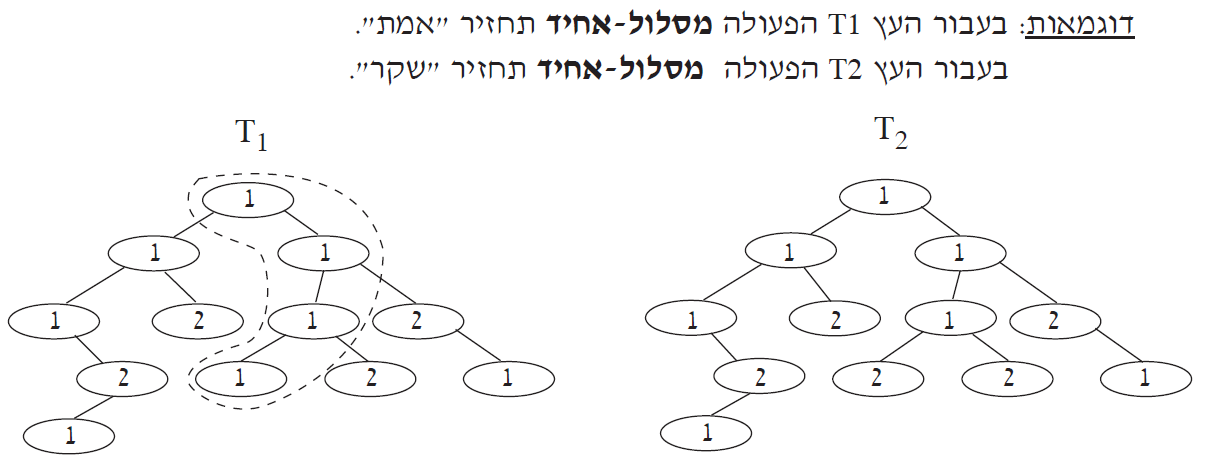 דוגמאות: בעבור העץ T1 הפעולה מסלול-אחיד תחזיר ״אמת״.
בעבור העץ T2 הפעולה מסלול-אחיד תחזיר ״שקר״.
T1 T2
1 1
1 1 1 1
1 2 1 2 1 2 1 2
2 1 2 1 2 2 2 1
1 1